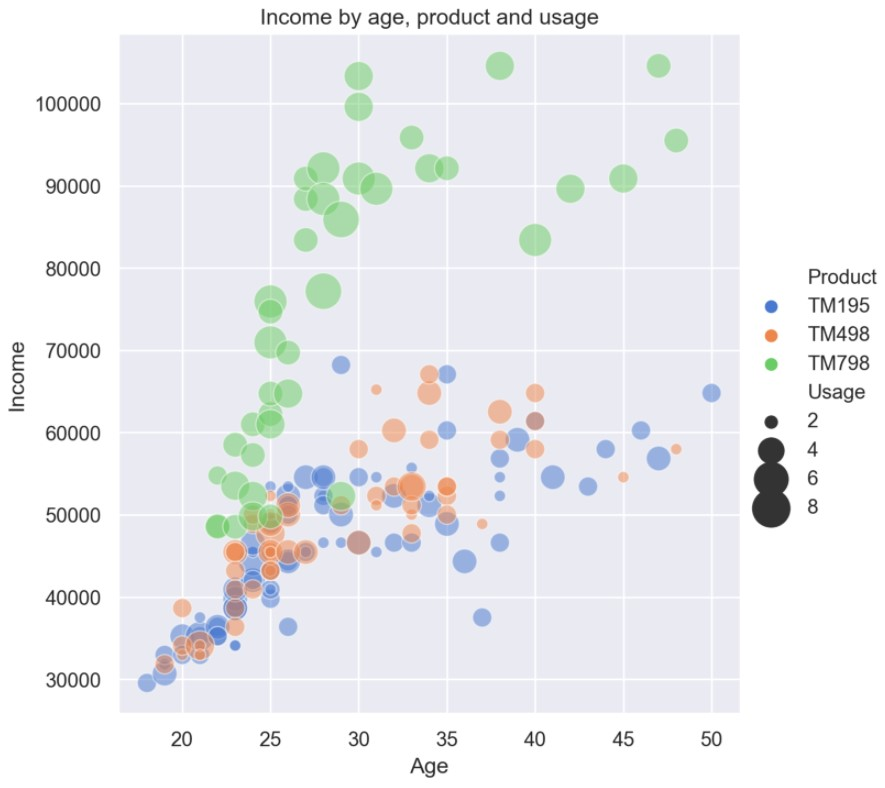 Income by age, product and usage
100000
90000
80000
70000
60000
50000
40000
30000
Income
20 25 30 35 40 45 50
Age
Product
TM195
TM498
TM798
Usage
2
4
6
8